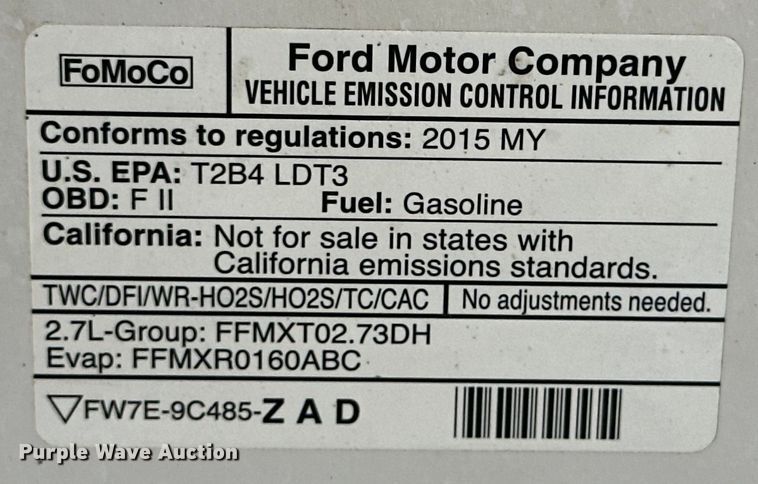 FoMoCo
Ford Motor Company
VEHICLE EMISSION CONTROL INFORMATION
Conforms to regulations: 2015 MY
U.S. EPA: T2B4 LDT3
OBD: F II Fuel: Gasoline
California: Not for sale in states with
California emissions standards.
TWC/DFI/WR-HO2S/HO2S/TC/CAC No adjustments needed.
2.7L-Group: FFMXT02.73DH
Evap: FFMXR0160ABC
FW7E-9C485-Z A D
Purple Wave Auction